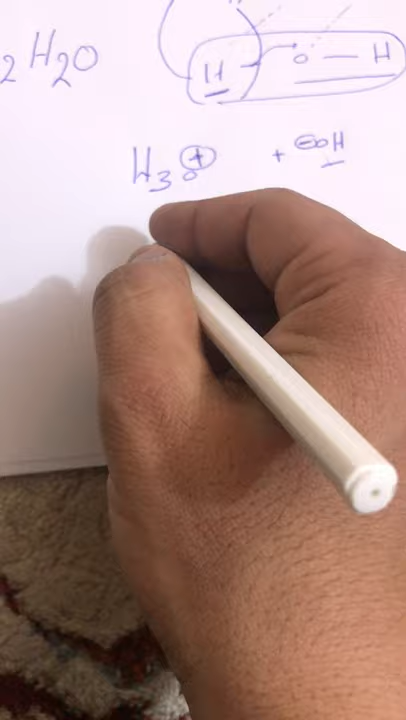 2 H2O
H O — H
H3O⊕ + ⊖OH